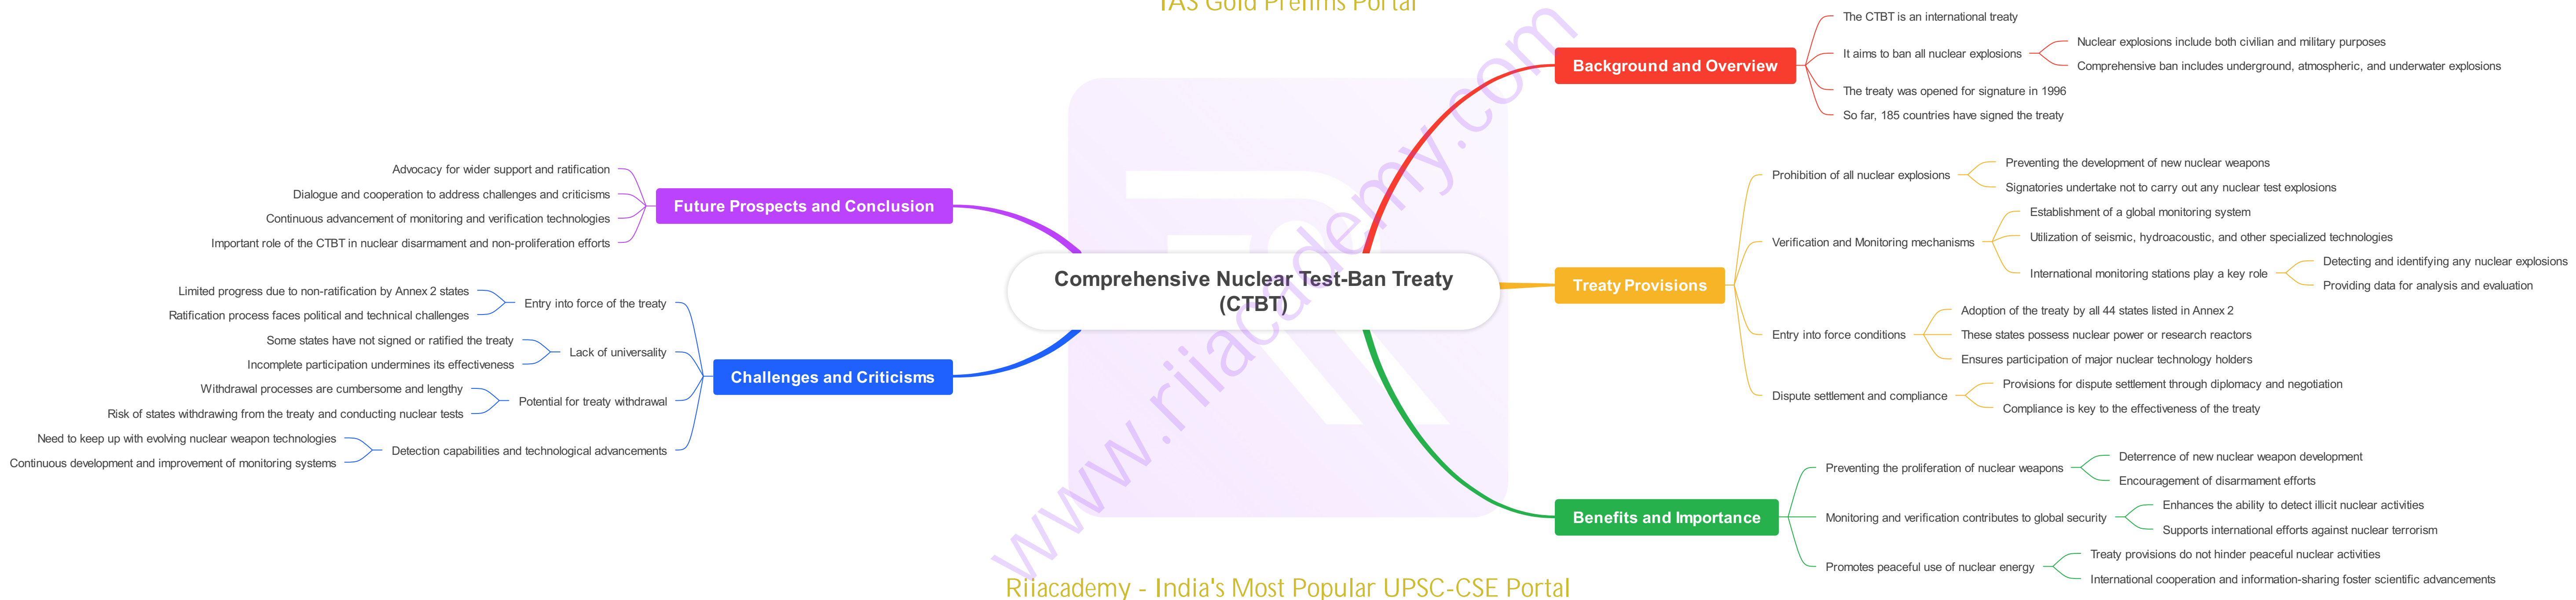 IAS Gold Prelims Portal
Comprehensive Nuclear Test-Ban Treaty
(CTBT)
Background and Overview
The CTBT is an international treaty
It aims to ban all nuclear explosions
Nuclear explosions include both civilian and military purposes
Comprehensive ban includes underground, atmospheric, and underwater explosions
The treaty was opened for signature in 1996
So far, 185 countries have signed the treaty
Treaty Provisions
Prohibition of all nuclear explosions
Preventing the development of new nuclear weapons
Signatories undertake not to carry out any nuclear test explosions
Verification and Monitoring mechanisms
Establishment of a global monitoring system
Utilization of seismic, hydroacoustic, and other specialized technologies
International monitoring stations play a key role
Detecting and identifying any nuclear explosions
Providing data for analysis and evaluation
Entry into force conditions
Adoption of the treaty by all 44 states listed in Annex 2
These states possess nuclear power or research reactors
Ensures participation of major nuclear technology holders
Dispute settlement and compliance
Provisions for dispute settlement through diplomacy and negotiation
Compliance is key to the effectiveness of the treaty
Benefits and Importance
Preventing the proliferation of nuclear weapons
Deterrence of new nuclear weapon development
Encouragement of disarmament efforts
Monitoring and verification contributes to global security
Enhances the ability to detect illicit nuclear activities
Supports international efforts against nuclear terrorism
Promotes peaceful use of nuclear energy
Treaty provisions do not hinder peaceful nuclear activities
International cooperation and information-sharing foster scientific advancements
Future Prospects and Conclusion
Advocacy for wider support and ratification
Dialogue and cooperation to address challenges and criticisms
Continuous advancement of monitoring and verification technologies
Important role of the CTBT in nuclear disarmament and non-proliferation efforts
Challenges and Criticisms
Entry into force of the treaty
Limited progress due to non-ratification by Annex 2 states
Ratification process faces political and technical challenges
Lack of universality
Some states have not signed or ratified the treaty
Incomplete participation undermines its effectiveness
Potential for treaty withdrawal
Withdrawal processes are cumbersome and lengthy
Risk of states withdrawing from the treaty and conducting nuclear tests
Detection capabilities and technological advancements
Need to keep up with evolving nuclear weapon technologies
Continuous development and improvement of monitoring systems
www.riiacademy.com
Riiacademy - India's Most Popular UPSC-CSE Portal